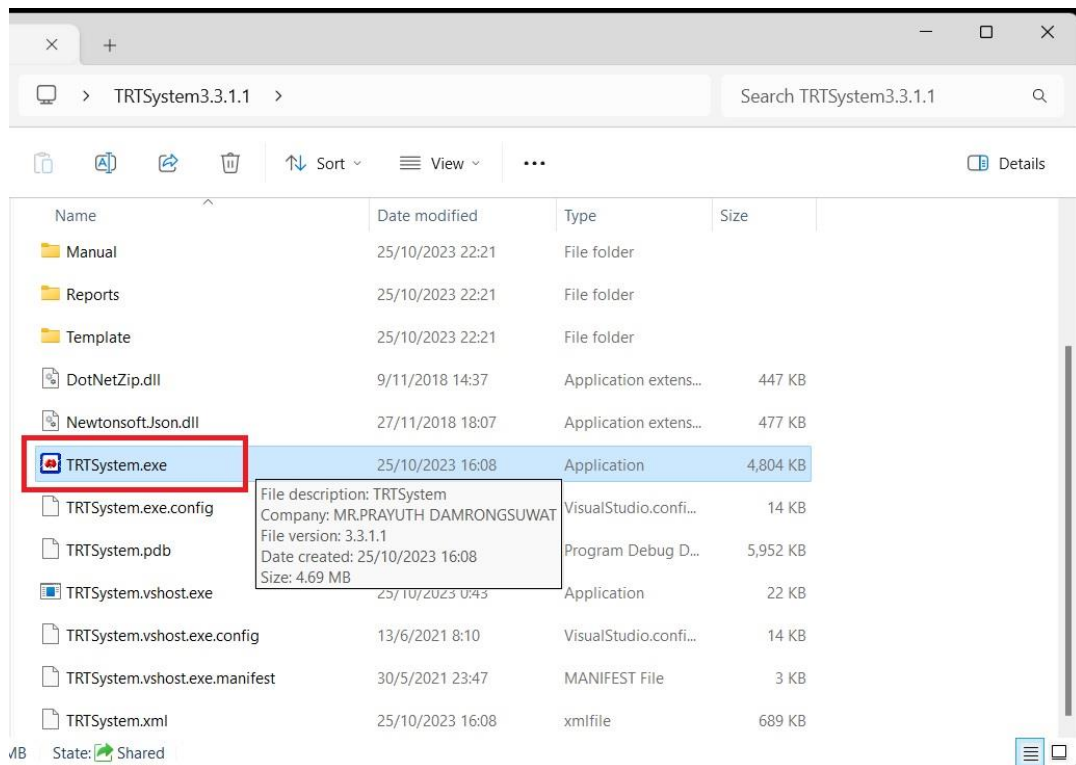 TRTSystem3.3.1.1
Search TRTSystem3.3.1.1
Sort View ... Details
Name Date modified Type Size
Manual 25/10/2023 22:21 File folder
Reports 25/10/2023 22:21 File folder
Template 25/10/2023 22:21 File folder
DotNetZip.dll 9/11/2018 14:37 Application extens... 447 KB
Newtonsoft.Json.dll 27/11/2018 18:07 Application extens... 477 KB
TRTSystem.exe 25/10/2023 16:08 Application 4,804 KB
File description: TRTSystem
TRTSystem.exe.config VisualStudio.confi... 14 KB
Company: MR.PRAYUTH DAMRONGSUWAT
File version: 3.3.1.1
TRTSystem.pdb Program Debug D... 5,952 KB
Date created: 25/10/2023 16:08
Size: 4.69 MB
TRTSystem.vshost.exe 25/10/2023 0:43 Application 22 KB
TRTSystem.vshost.exe.config 13/6/2021 8:10 VisualStudio.confi... 14 KB
TRTSystem.vshost.exe.manifest 30/5/2021 23:47 MANIFEST File 3 KB
TRTSystem.xml 25/10/2023 16:08 xmlfile 689 KB
MB State: Shared